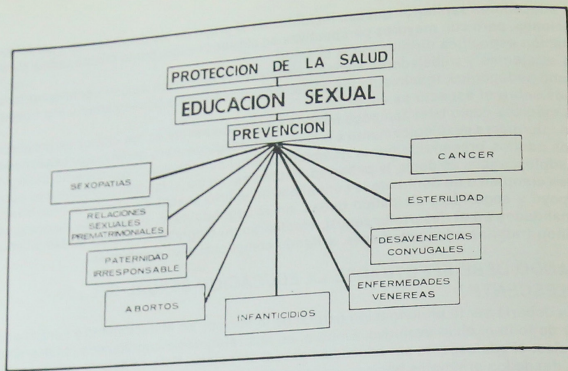 PROTECCION DE LA SALUD
EDUCACION SEXUAL
PREVENCION
SEXOPATIAS
RELACIONES
SEXUALES
PREMATRIMONIALES
PATERNIDAD
IRRESPONSABLE
ABORTOS
INFANTICIDIOS
ENFERMEDADES
VENEREAS
DESAVENENCIAS
CONYUGALES
ESTERILIDAD
CANCER